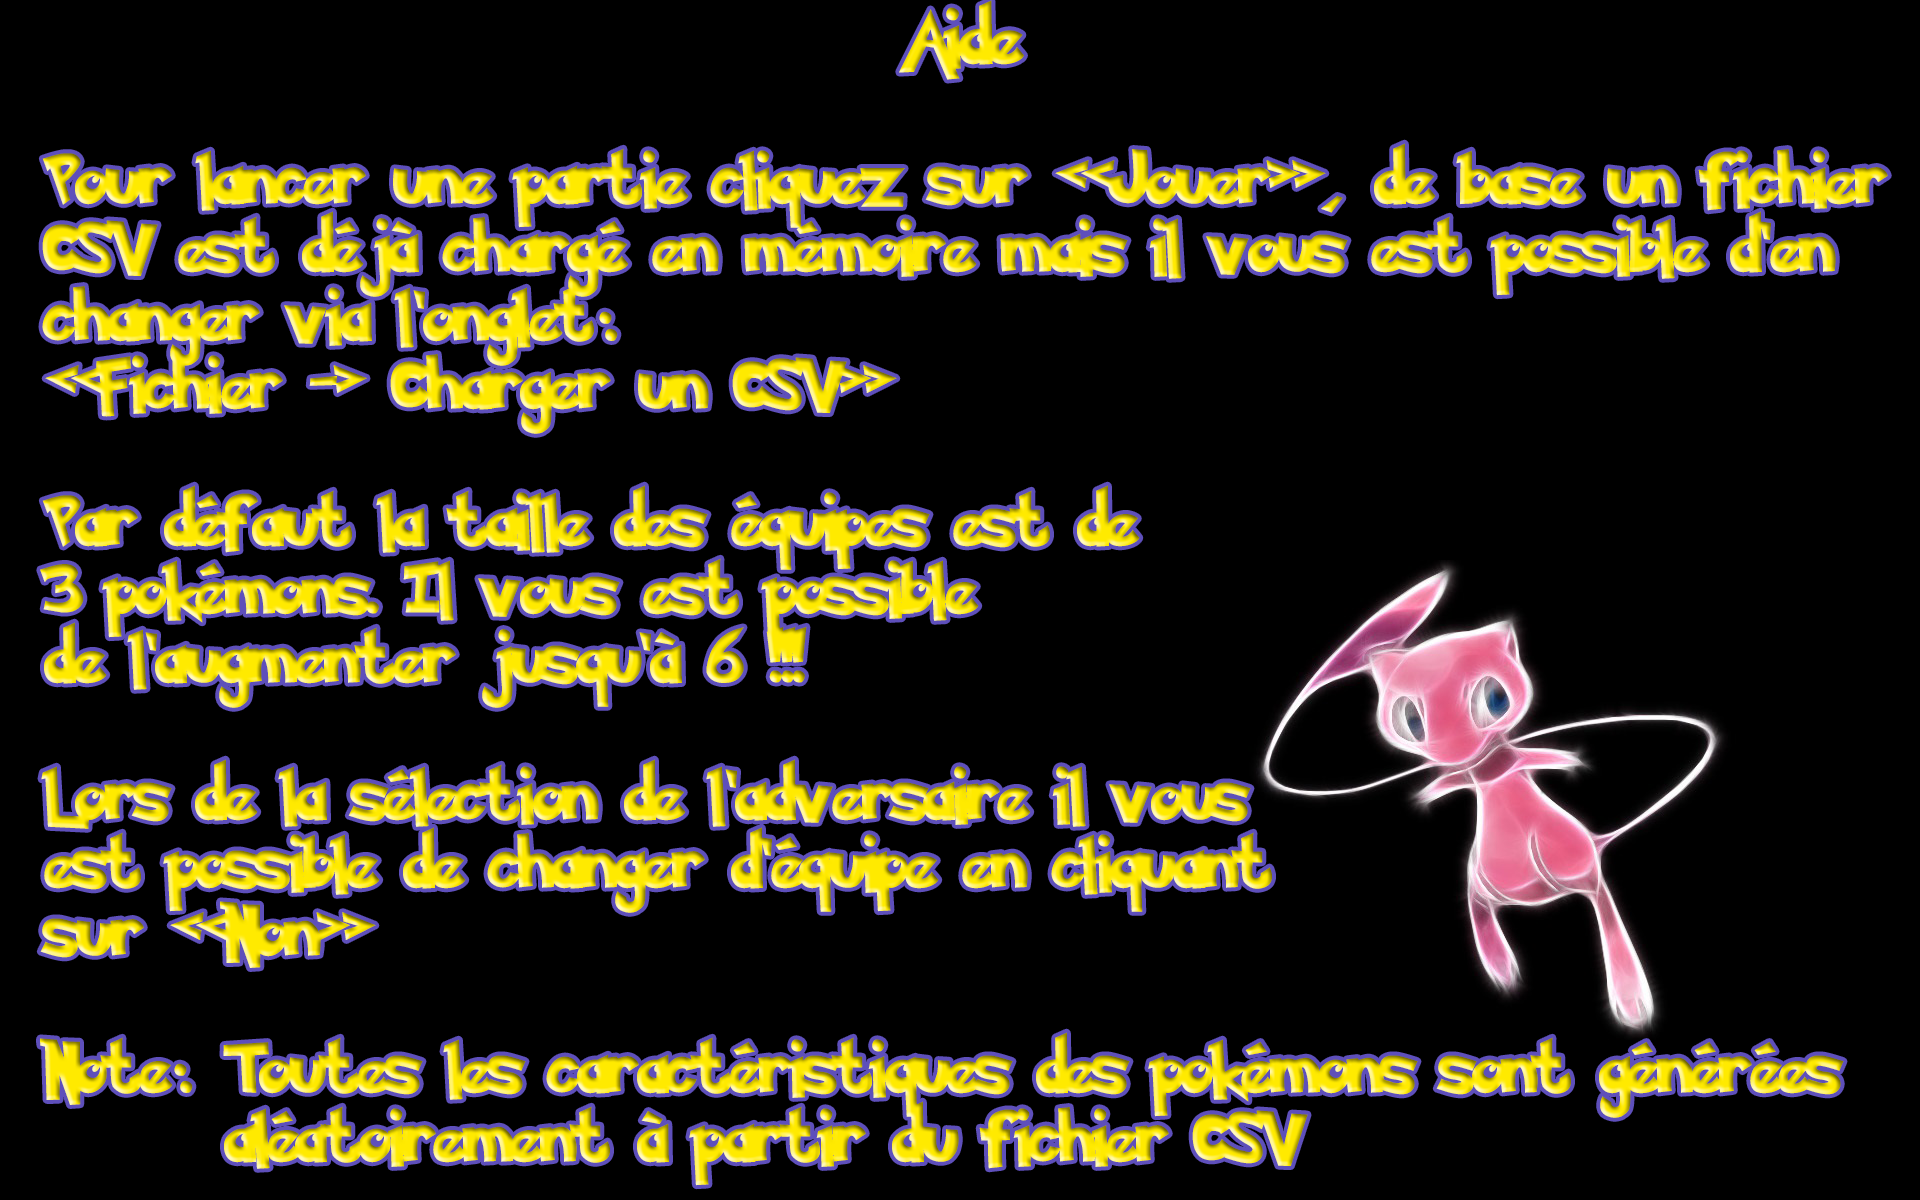 Aide
Pour lancer une partie cliquez sur <<Jouer>>, de base un fichier
CSV est déjà chargé en mémoire mais il vous est possible d'en
changer via l'onglet:
<<Fichier -> Charger un CSV>>
Par défaut la taille des équipes est de
3 pokémons. Il vous est possible
de l'augmenter jusqu'à 6 !!!
Lors de la sélection de l'adversaire il vous
est possible de changer d'équipe en cliquant
sur <<Non>>
Note: Toutes les caractéristiques des pokémons sont générées
aléatoirement à partir du fichier CSV